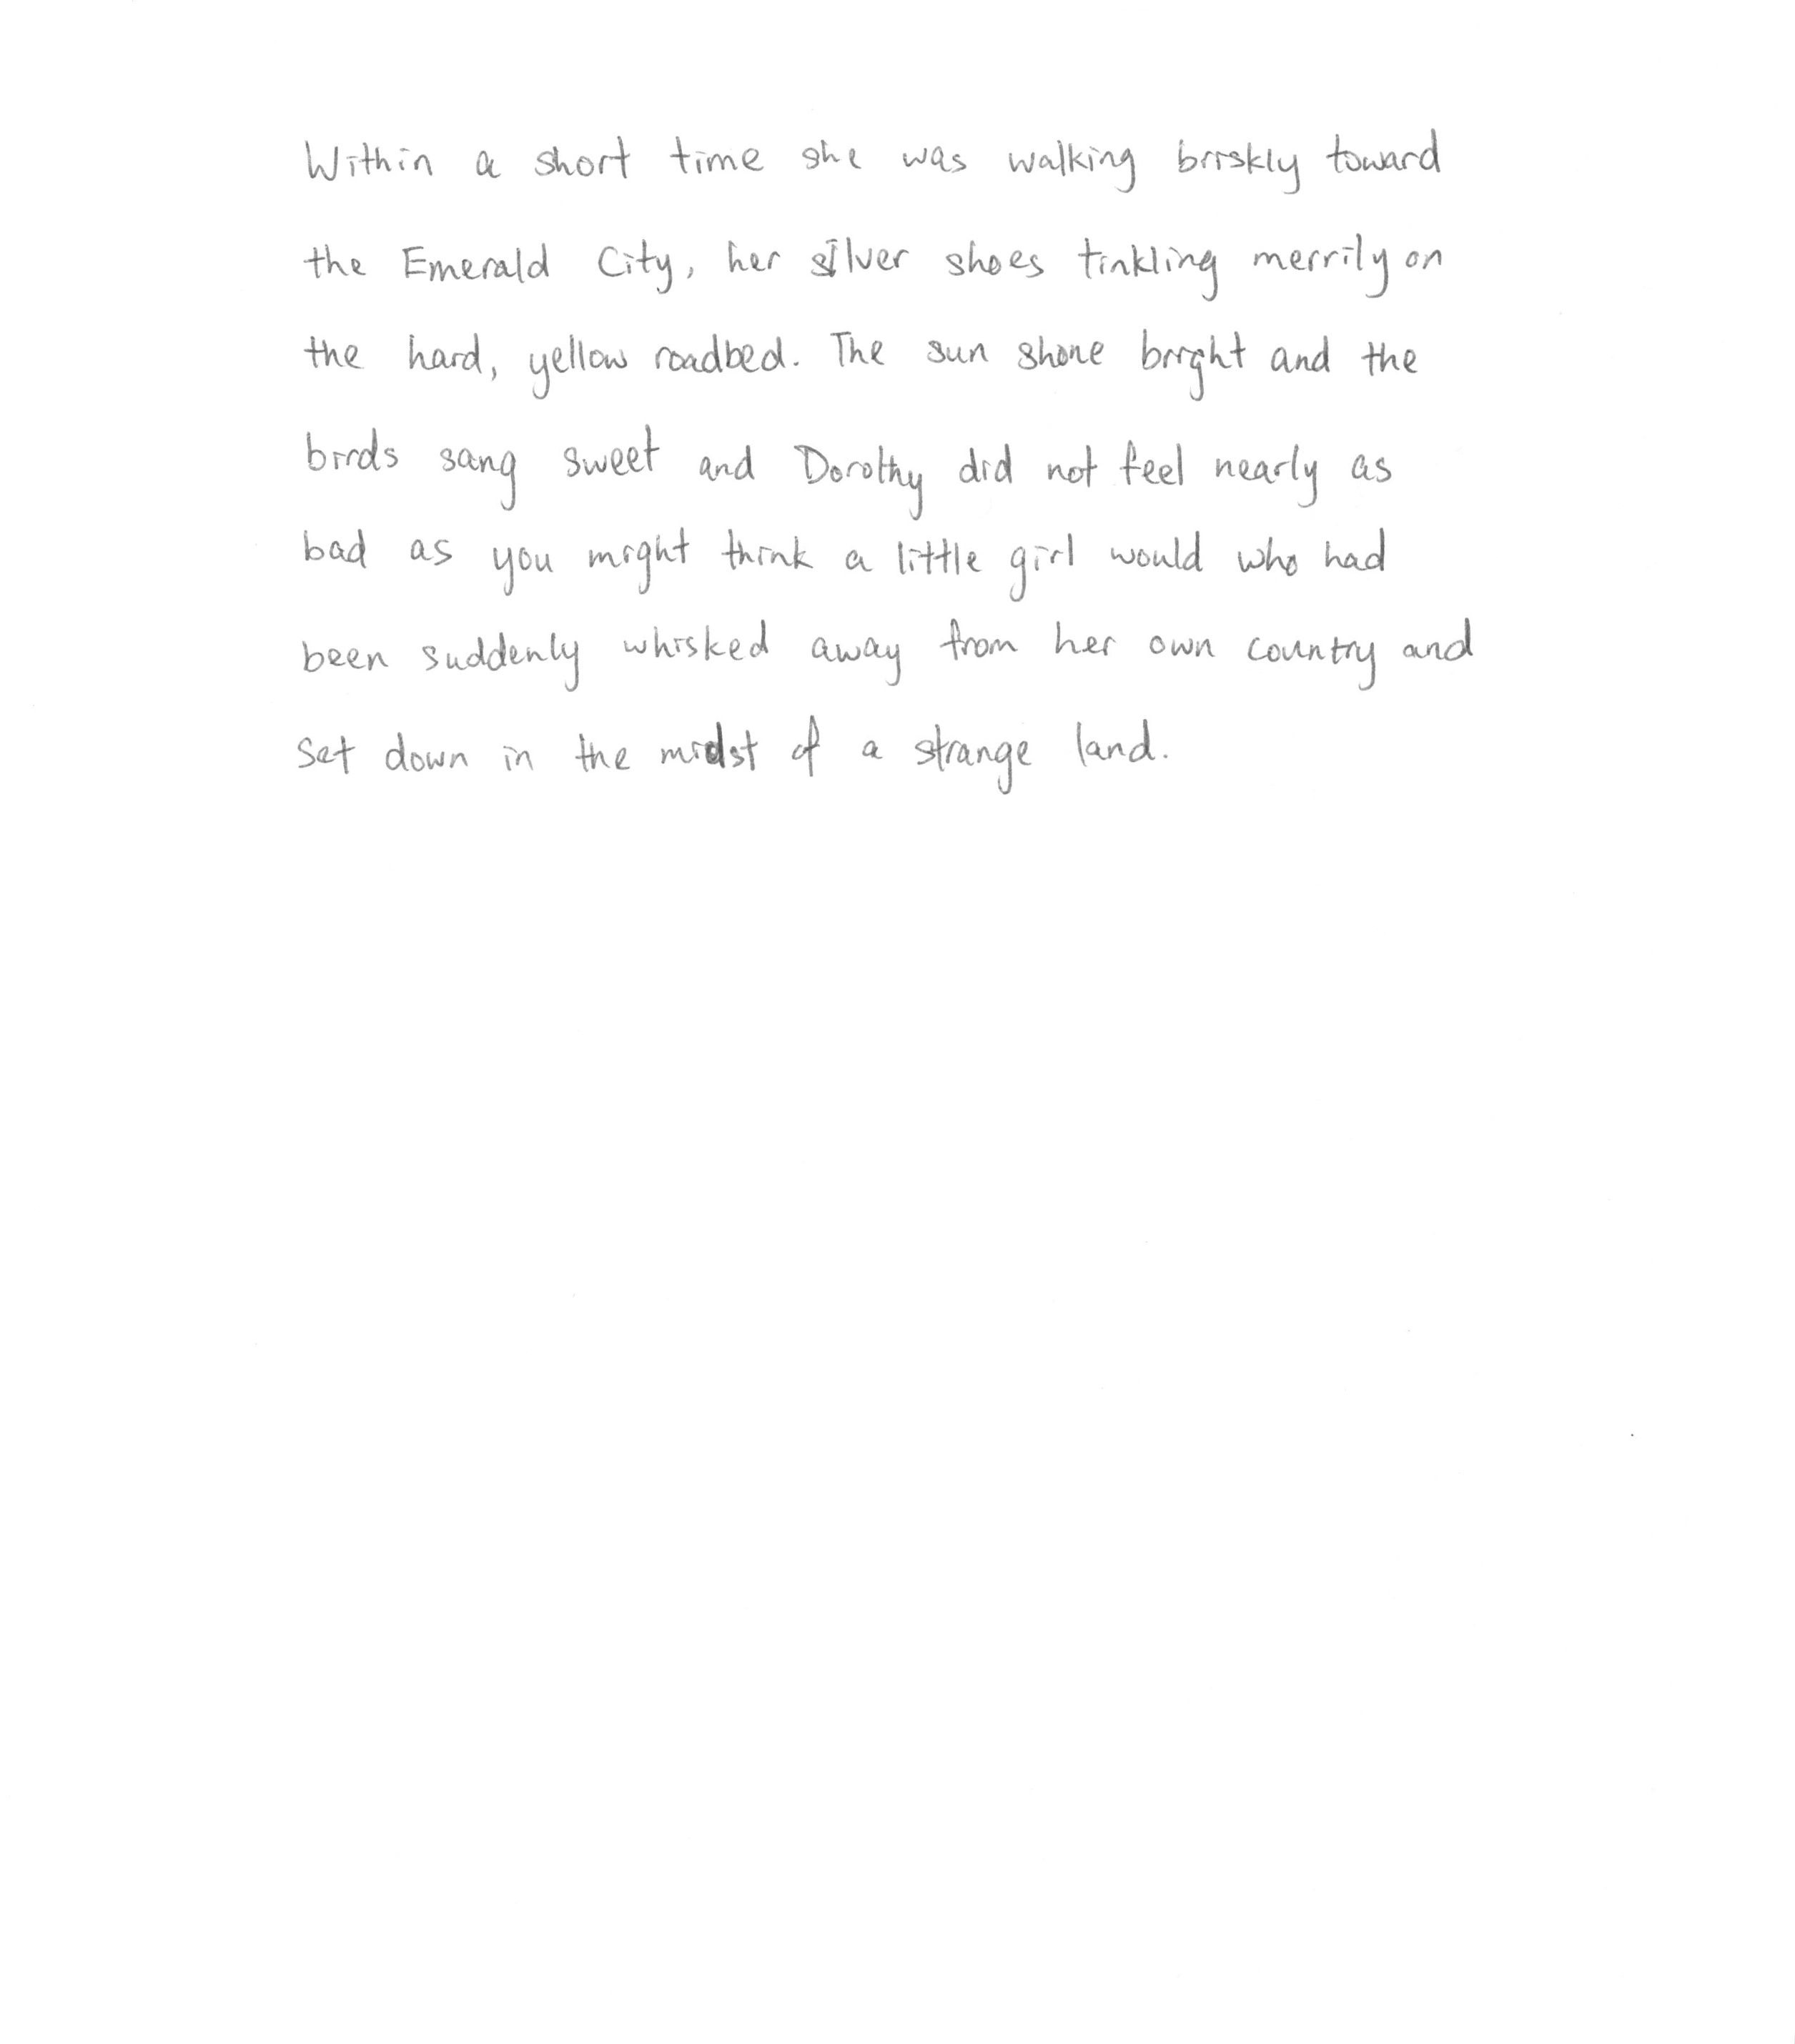 Within a short time she was walking briskly toward
the Emerald City, her silver shoes tinkling merrily on
the hard, yellow roadbed. The sun shone bright and the
birds sang sweet and Dorothy did not feel nearly as
bad as you might think a little girl would who had
been suddenly whisked away from her own country and
set down in the midst of a strange land.